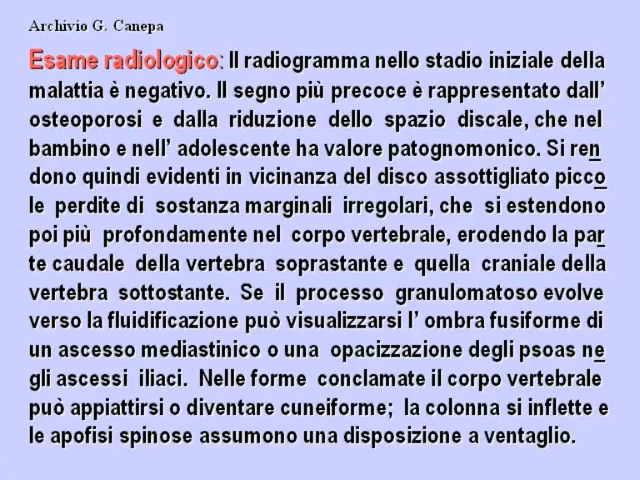 Archivio G. Canepa
Esame radiologico: Il radiogramma nello stadio iniziale della
malattia è negativo. Il segno più precoce è rappresentato dall'
osteoporosi e dalla riduzione dello spazio discale, che nel
bambino e nell' adolescente ha valore patognomonico. Si ren
dono quindi evidenti in vicinanza del disco assottigliato picco
le perdite di sostanza marginali irregolari, che si estendono
poi più profondamente nel corpo vertebrale, erodendo la par
te caudale della vertebra soprastante e quella craniale della
vertebra sottostante. Se il processo granulomatoso evolve
verso la fluidificazione può visualizzarsi l' ombra fusiforme di
un ascesso mediastinico o una opacizzazione degli psoas ne
gli ascessi iliaci. Nelle forme conclamate il corpo vertebrale
può appiattirsi o diventare cuneiforme; la colonna si inflette e
le apofisi spinose assumono una disposizione a ventaglio.